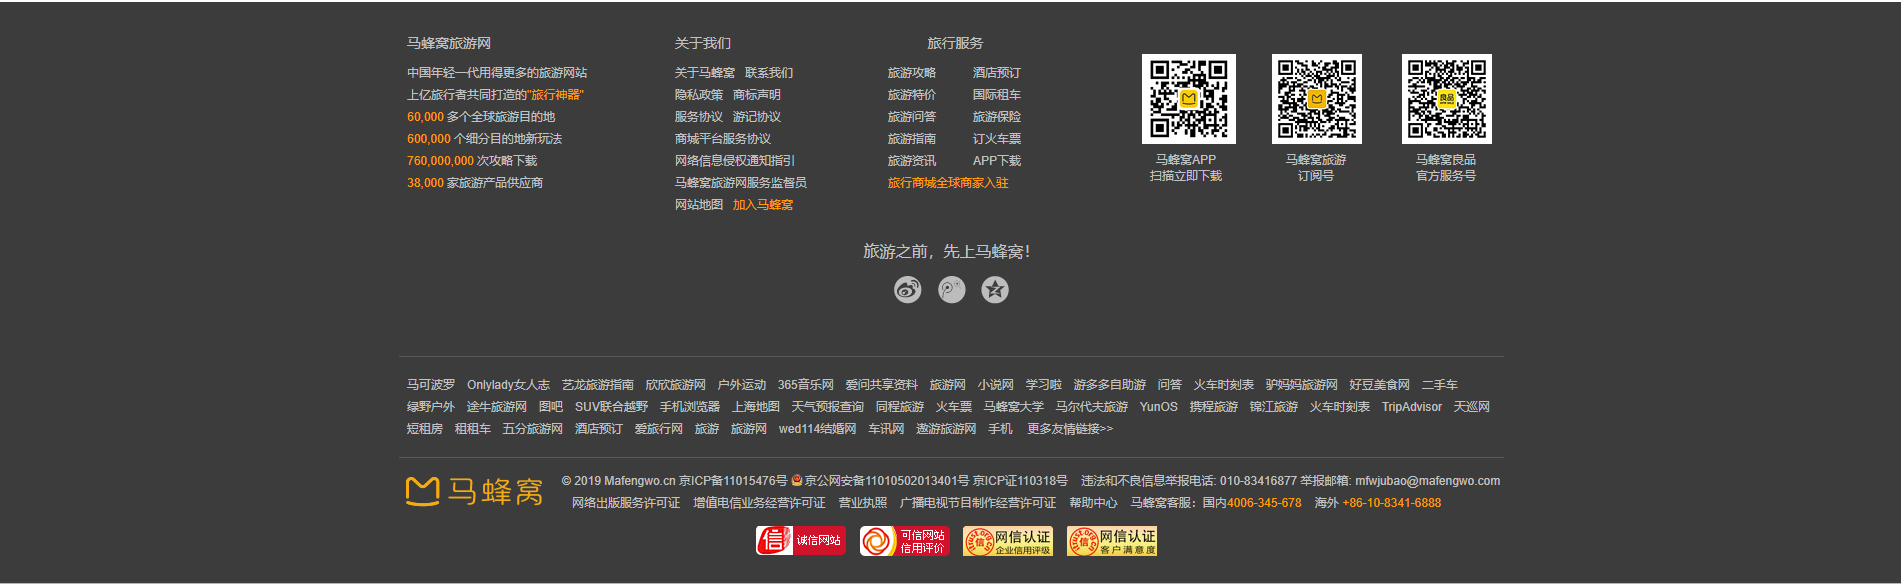 马蜂窝旅游网
中国年轻一代用得更多的旅游网站
上亿旅行者共同打造的"旅行神器"
60,000 多个全球旅游目的地
600,000 个细分目的地新玩法
760,000,000 次攻略下载
38,000 家旅游产品供应商
关于我们
关于马蜂窝 联系我们
隐私政策 商标声明
服务协议 游记协议
商城平台服务协议
网络信息侵权通知指引
马蜂窝旅游网服务监督员
网站地图 加入马蜂窝
旅行服务
旅游攻略 酒店预订
旅游特价 国际租车
旅游问答 旅游保险
旅游指南 订火车票
旅游资讯 APP下载
旅行商城全球商家入驻
马蜂窝APP
扫描立即下载
马蜂窝旅游
订阅号
良品
马蜂窝良品
官方服务号
旅游之前，先上马蜂窝！
马可波罗 Onlylady女人志 艺龙旅游指南 欣欣旅游网 户外运动 365音乐网 爱问共享资料 旅游网 小说网 学习啦 游多多自助游 问答 火车时刻表 驴妈妈旅游网 好豆美食网 二手车
绿野户外 途牛旅游网 图吧 SUV联合越野 手机浏览器 上海地图 天气预报查询 同程旅游 火车票 马蜂窝大学 马尔代夫旅游 YunOS 携程旅游 锦江旅游 火车时刻表 TripAdvisor 天巡网
短租房 租租车 五分旅游网 酒店预订 爱旅行网 旅游 旅游网 wed114结婚网 车讯网 遨游旅游网 手机 更多友情链接>>
马蜂窝
© 2019 Mafengwo.cn 京ICP备11015476号 京公网安备11010502013401号 京ICP证110318号 违法和不良信息举报电话: 010-83416877 举报邮箱: mfwjubao@mafengwo.com
网络出版服务许可证 增值电信业务经营许可证 营业执照 广播电视节目制作经营许可证 帮助中心 马蜂窝客服：国内4006-345-678 海外 +86-10-8341-6888
信 诚信网站
可信网站
信用评价
信 网信认证
企业信用评级
信 网信认证
客户满意度